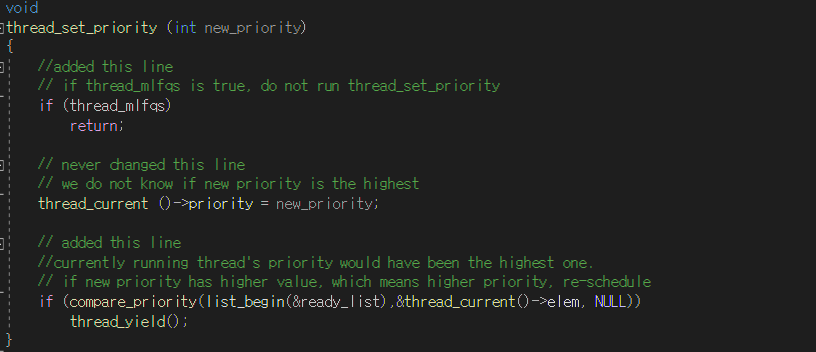 void
thread_set_priority (int new_priority)
{
//added this line
// if thread_mlfqs is true, do not run thread_set_priority
if (thread_mlfqs)
return;
// never changed this line
// we do not know if new priority is the highest
thread_current ()->priority = new_priority;
// added this line
//currently running thread's priority would have been the highest one.
// if new priority has higher value, which means higher priority, re-schedule
if (compare_priority(list_begin(&ready_list),&thread_current()->elem, NULL))
thread_yield();
}